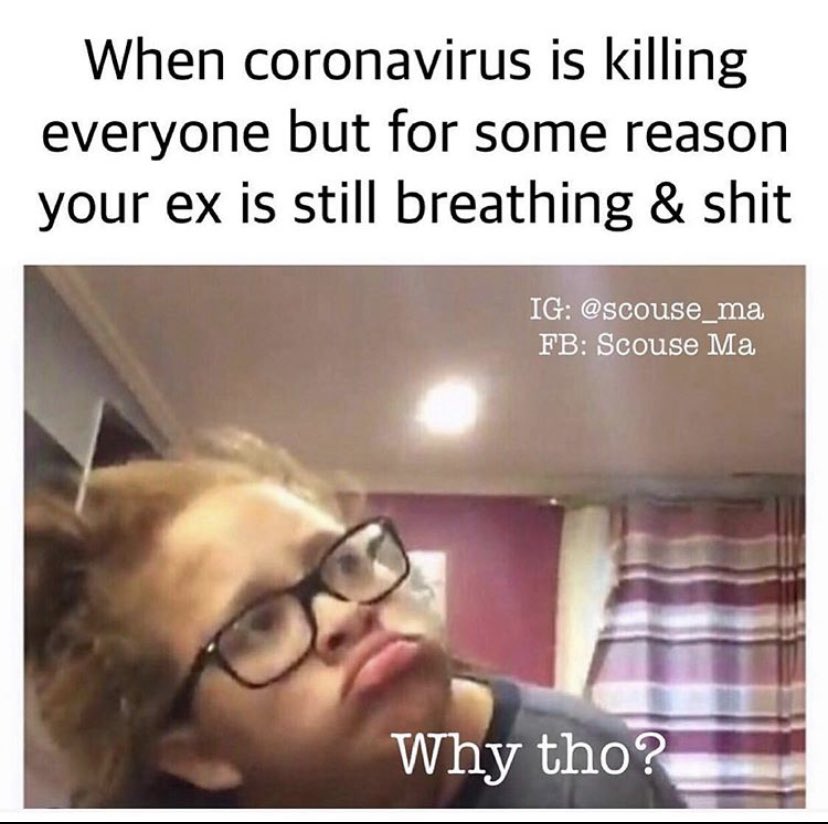 When coronavirus is killing
everyone but for some reason
your ex is still breathing & shit
IG: @scouse_ma
FB: Scouse Ma
Why tho?